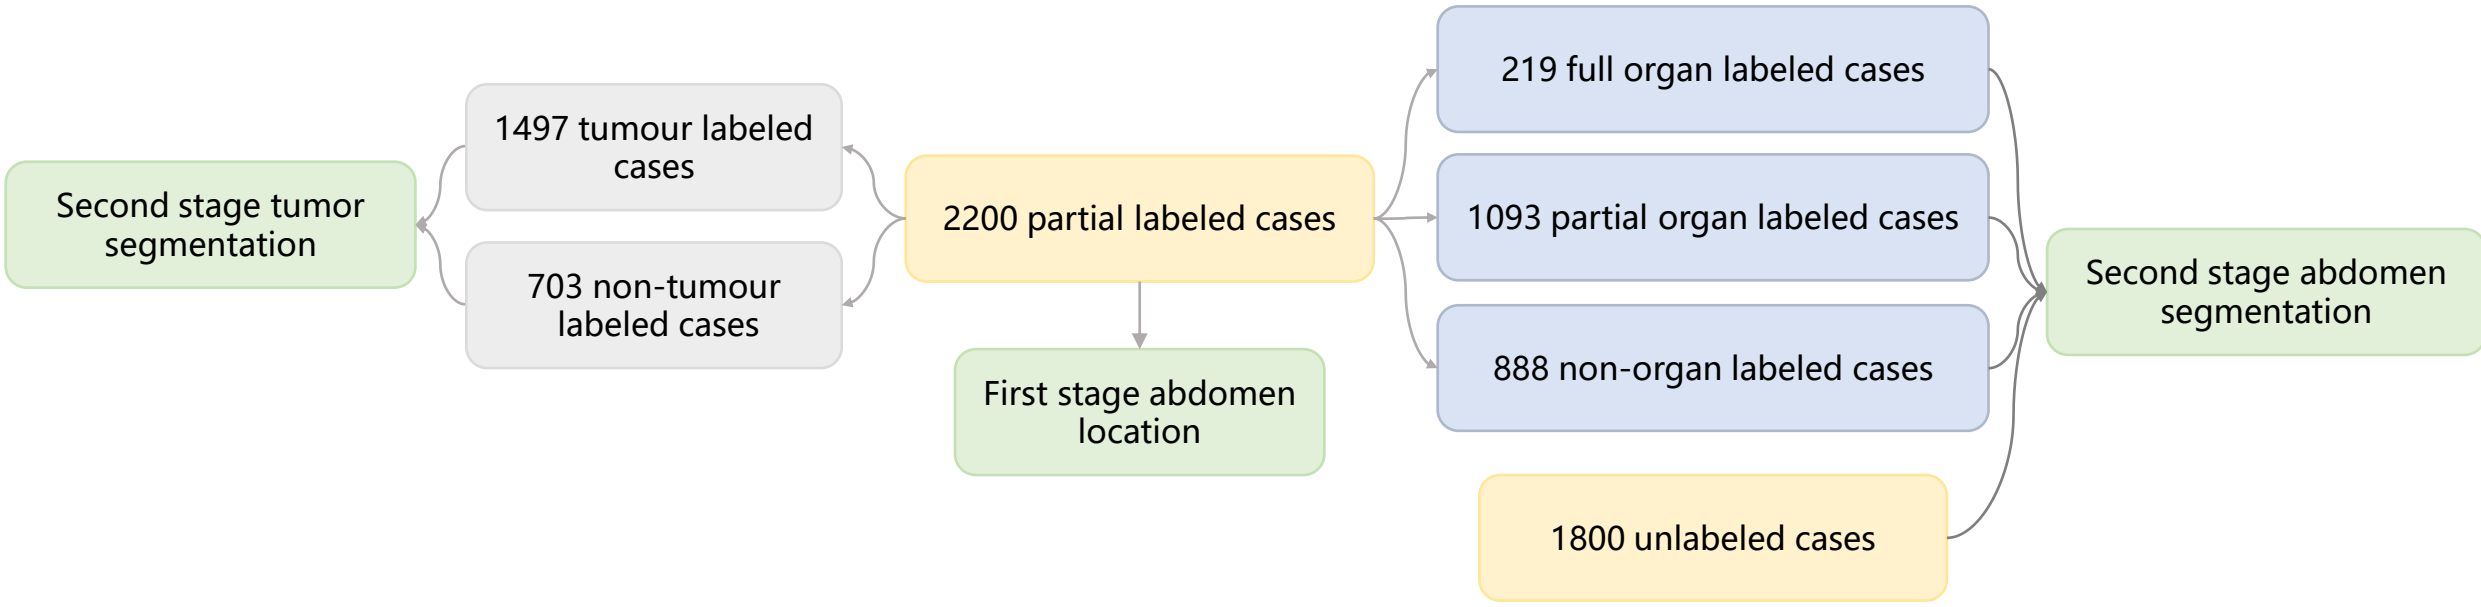 Second stage tumor
segmentation
1497 tumour labeled
cases
703 non-tumour
labeled cases
2200 partial labeled cases
First stage abdomen
location
219 full organ labeled cases
1093 partial organ labeled cases
888 non-organ labeled cases
1800 unlabeled cases
Second stage abdomen
segmentation